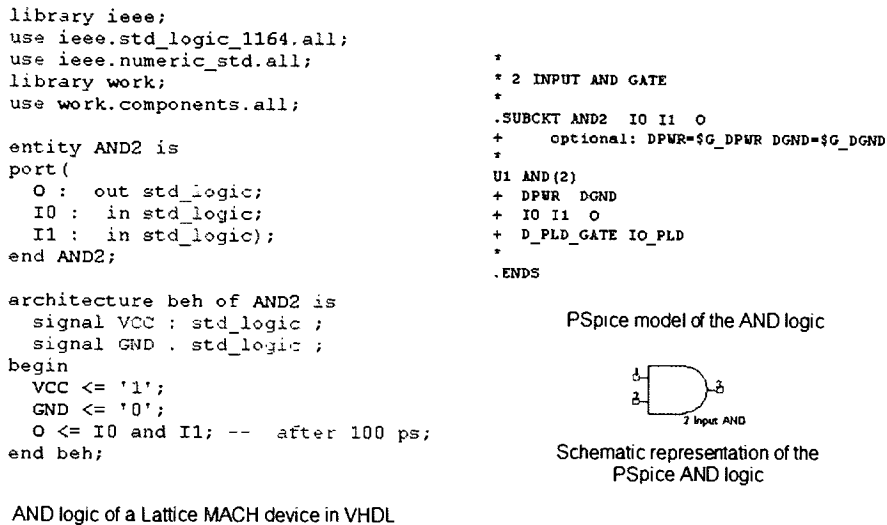 library ieee;
use ieee.std_logic_1164.all;
use ieee.numeric_std.all;
library work;
use work.components.all;
entity AND2 is
port(
O : out std_logic;
I0 : in std_logic;
I1 : in std_logic);
end AND2;
architecture beh of AND2 is
signal VCC : std_logic ;
signal GND . std_logic ;
begin
VCC <= '1';
GND <= '0';
O <= I0 and I1; -- after 100 ps;
end beh;
AND logic of a Lattice MACH device in VHDL
*
* 2 INPUT AND GATE
*
.SUBCKT AND2 I0 I1 O
+ optional: DPWR=$G_DPWR DGND=$G_DGND
*
U1 AND(2)
+ DPWR DGND
+ I0 I1 O
+ D_PLD_GATE IO_PLD
*
.ENDS
PSpice model of the AND logic
1
2
3
2 Input AND
Schematic representation of the
PSpice AND logic